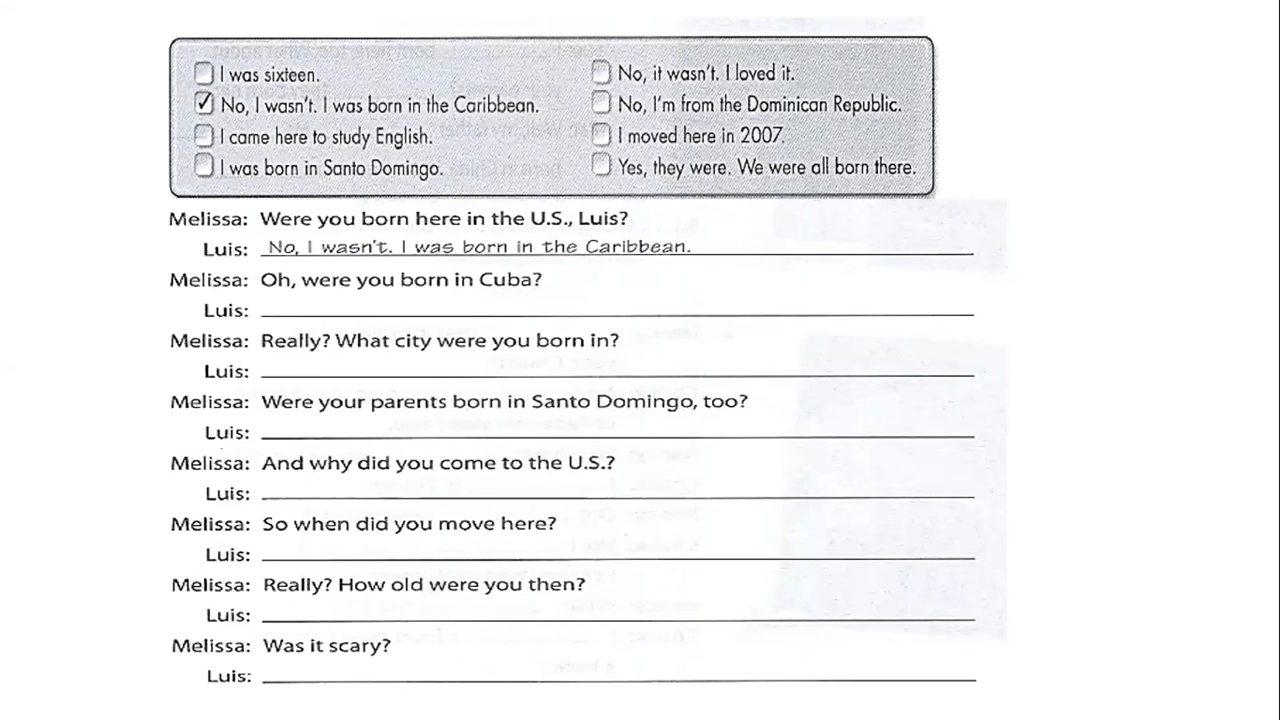 I was sixteen.
No, I wasn't. I was born in the Caribbean.
I came here to study English.
I was born in Santo Domingo.
No, it wasn't. I loved it.
No, I'm from the Dominican Republic.
I moved here in 2007.
Yes, they were. We were all born there.
Melissa: Were you born here in the U.S., Luis?
Luis: No, I wasn't. I was born in the Caribbean.
Melissa: Oh, were you born in Cuba?
Luis:
Melissa: Really? What city were you born in?
Luis:
Melissa: Were your parents born in Santo Domingo, too?
Luis:
Melissa: And why did you come to the U.S.?
Luis:
Melissa: So when did you move here?
Luis:
Melissa: Really? How old were you then?
Luis:
Melissa: Was it scary?
Luis: